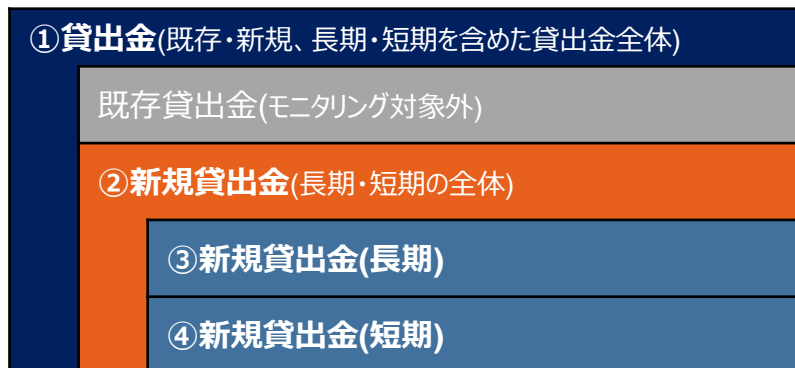 ①貸出金(既存・新規、長期・短期を含めた貸出金全体)
既存貸出金(モニタリング対象外)
②新規貸出金(長期・短期の全体)
③新規貸出金(長期)
④新規貸出金(短期)